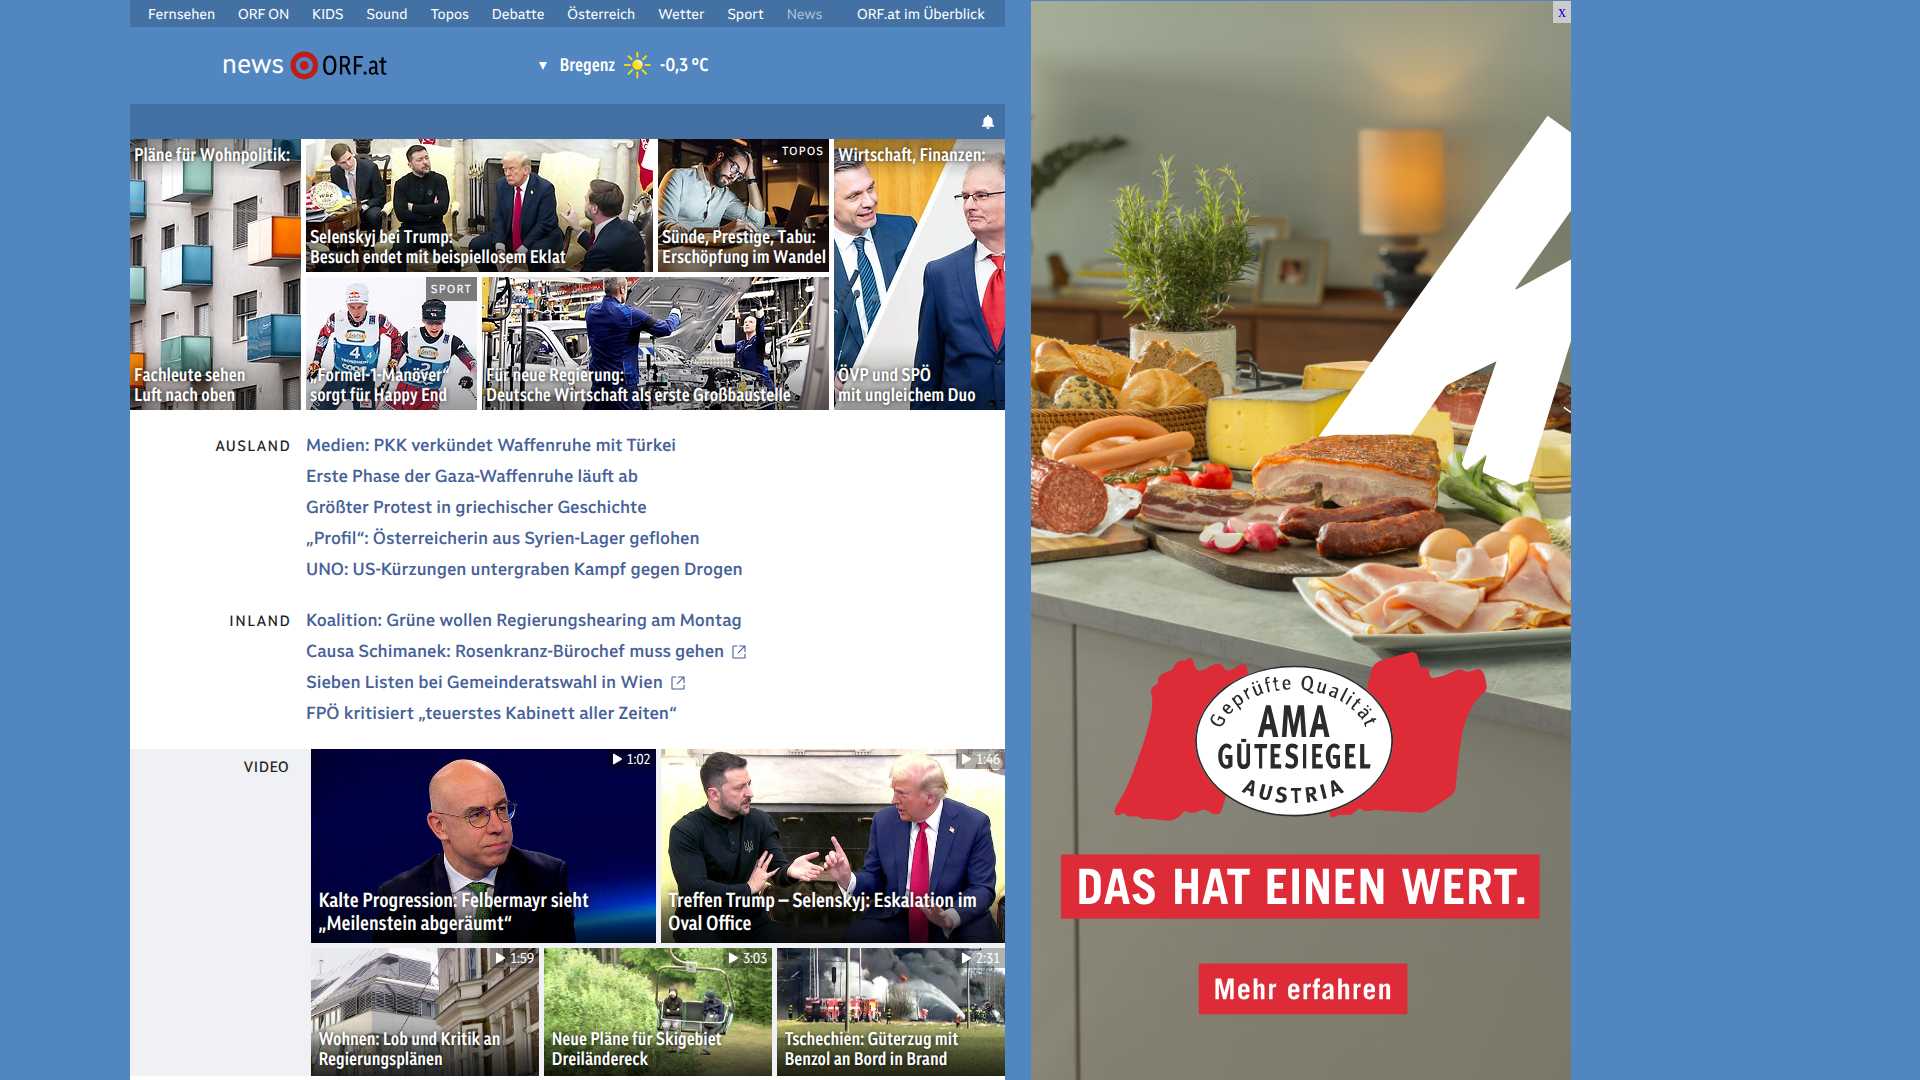 Fernsehen ORF ON KIDS Sound Topos Debatte Österreich Wetter Sport News ORF.at im Überblick
news ORF.at
▼ Bregenz -0,3 °C
Pläne für Wohnpolitik:
Fachleute sehen
Luft nach oben
Selenskyj bei Trump:
Besuch endet mit beispiellosem Eklat
TOPOS
Sünde, Prestige, Tabu:
Erschöpfung im Wandel
SPORT
„Formel-1-Manöver“
sorgt für Happy End
Für neue Regierung:
Deutsche Wirtschaft als erste Großbaustelle
Wirtschaft, Finanzen:
ÖVP und SPÖ
mit ungleichem Duo
AUSLAND
Medien: PKK verkündet Waffenruhe mit Türkei
Erste Phase der Gaza-Waffenruhe läuft ab
Größter Protest in griechischer Geschichte
„Profil“: Österreicherin aus Syrien-Lager geflohen
UNO: US-Kürzungen untergraben Kampf gegen Drogen
INLAND
Koalition: Grüne wollen Regierungshearing am Montag
Causa Schimanek: Rosenkranz-Bürochef muss gehen
Sieben Listen bei Gemeinderatswahl in Wien
FPÖ kritisiert „teuerstes Kabinett aller Zeiten“
VIDEO
1:02
Kalte Progression: Felbermayr sieht
„Meilenstein abgeräumt“
1:46
Treffen Trump – Selenskyj: Eskalation im
Oval Office
1:59
Wohnen: Lob und Kritik an
Regierungsplänen
3:03
Neue Pläne für Skigebiet
Dreiländereck
2:31
Tschechien: Güterzug mit
Benzol an Bord in Brand
x
Geprüfte Qualität
AMA
GÜTESIEGEL
AUSTRIA
DAS HAT EINEN WERT.
Mehr erfahren